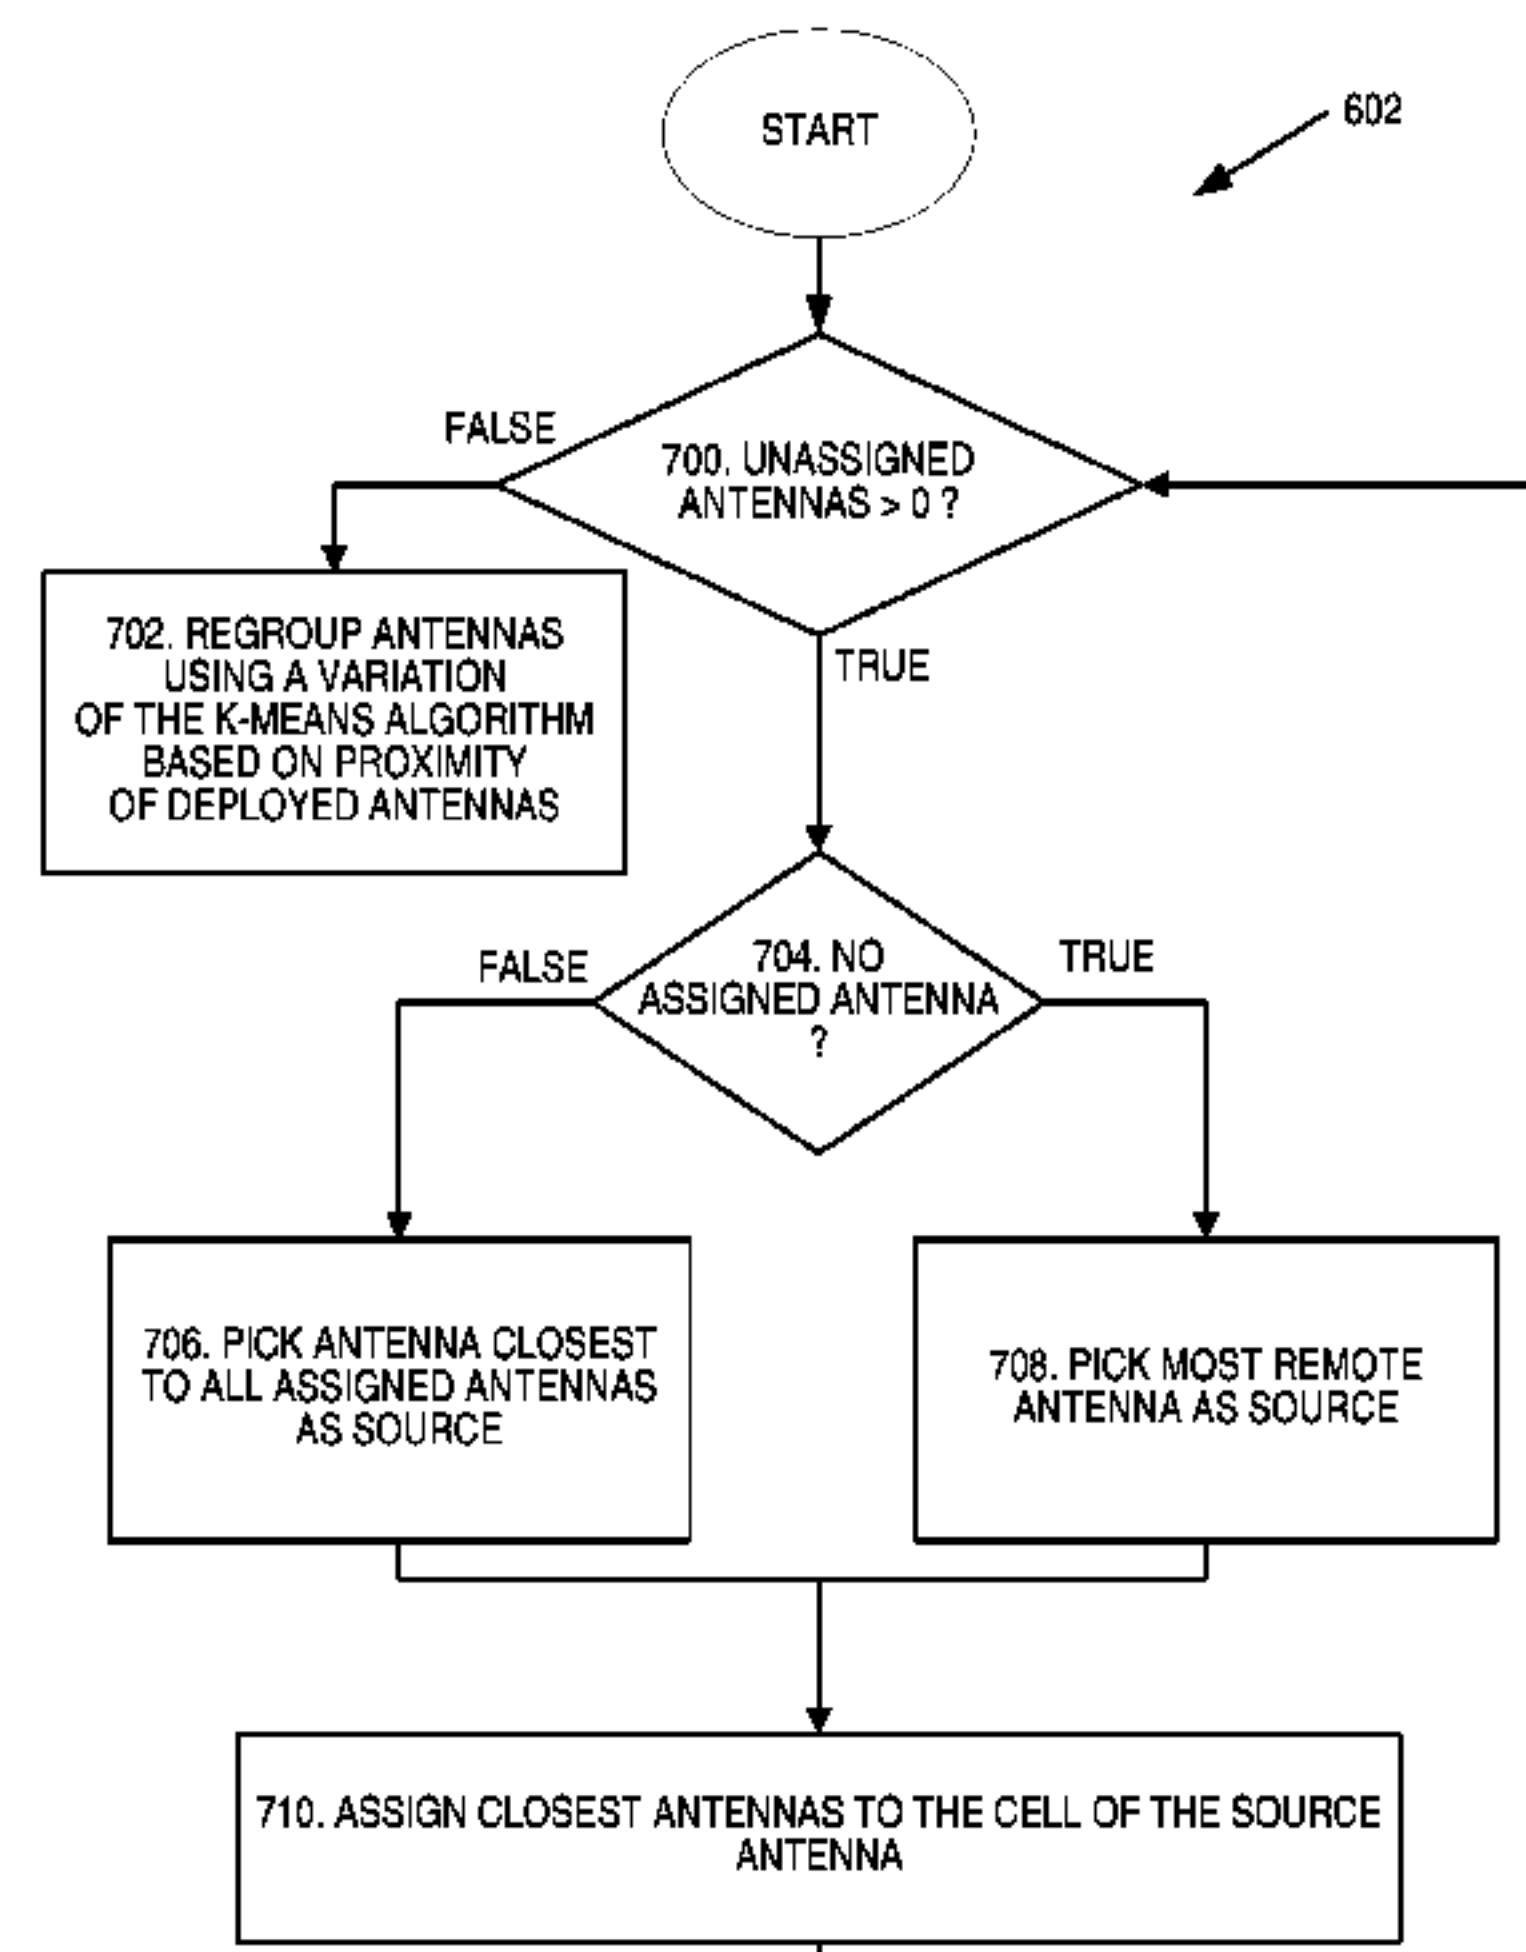 START
602
FALSE
700. UNASSIGNED
ANTENNAS > 0 ?
702. REGROUP ANTENNAS
USING A VARIATION
OF THE K-MEANS ALGORITHM
BASED ON PROXIMITY
OF DEPLOYED ANTENNAS
TRUE
FALSE
704. NO
ASSIGNED ANTENNA
?
TRUE
706. PICK ANTENNA CLOSEST
TO ALL ASSIGNED ANTENNAS
AS SOURCE
708. PICK MOST REMOTE
ANTENNA AS SOURCE
710. ASSIGN CLOSEST ANTENNAS TO THE CELL OF THE SOURCE
ANTENNA